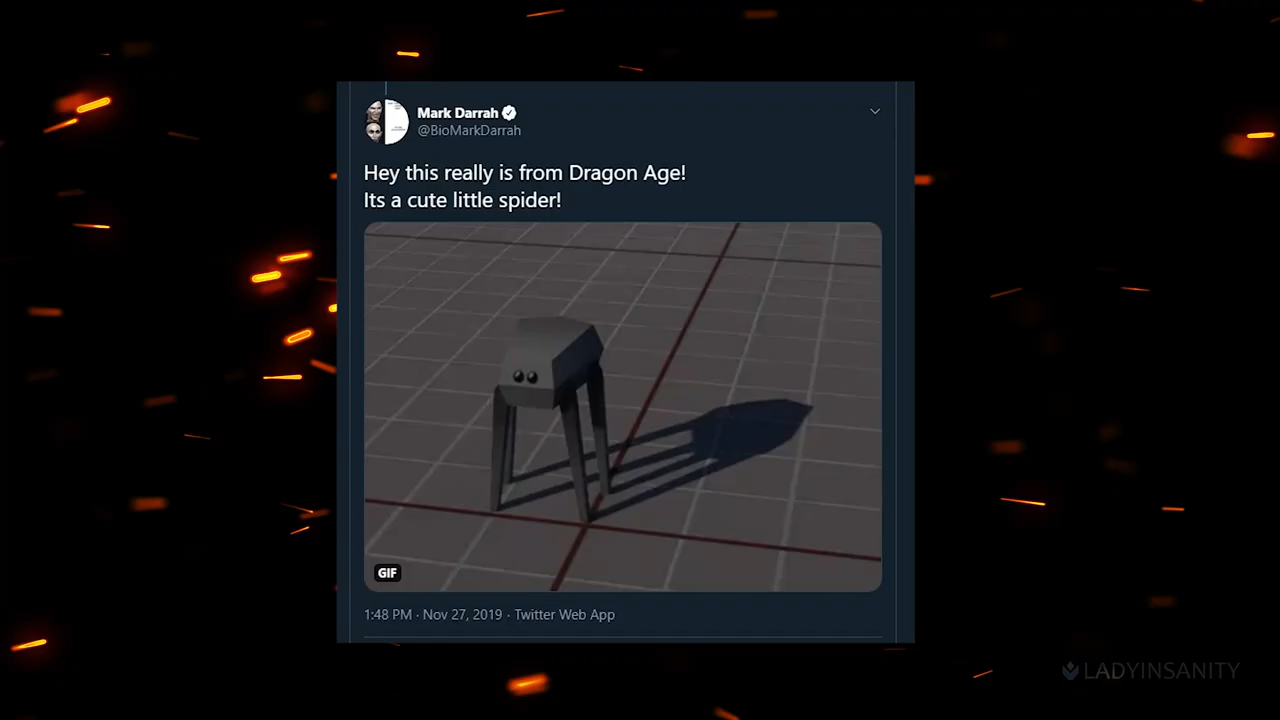 Mark Darrah
@BioMarkDarrah
Hey this really is from Dragon Age!
Its a cute little spider!
GIF
1:48 PM · Nov 27, 2019 · Twitter Web App
LADYINSANITY